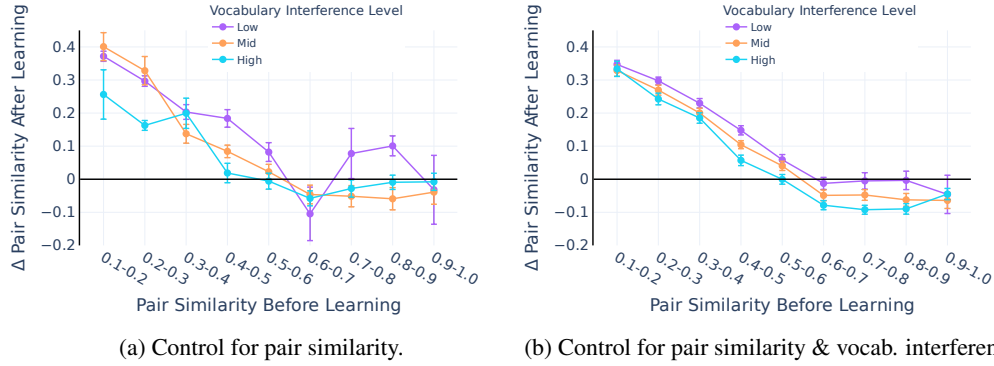 Vocabulary Interference Level
Low
Mid
High
Δ Pair Similarity After Learning
0.4
0.3
0.2
0.1
0
−0.1
−0.2
0.1-0.2
0.2-0.3
0.3-0.4
0.4-0.5
0.5-0.6
0.6-0.7
0.7-0.8
0.8-0.9
0.9-1.0
Pair Similarity Before Learning
(a) Control for pair similarity.
Vocabulary Interference Level
Low
Mid
High
Δ Pair Similarity After Learning
0.4
0.3
0.2
0.1
0
−0.1
−0.2
0.1-0.2
0.2-0.3
0.3-0.4
0.4-0.5
0.5-0.6
0.6-0.7
0.7-0.8
0.8-0.9
0.9-1.0
Pair Similarity Before Learning
(b) Control for pair similarity & vocab. interferen